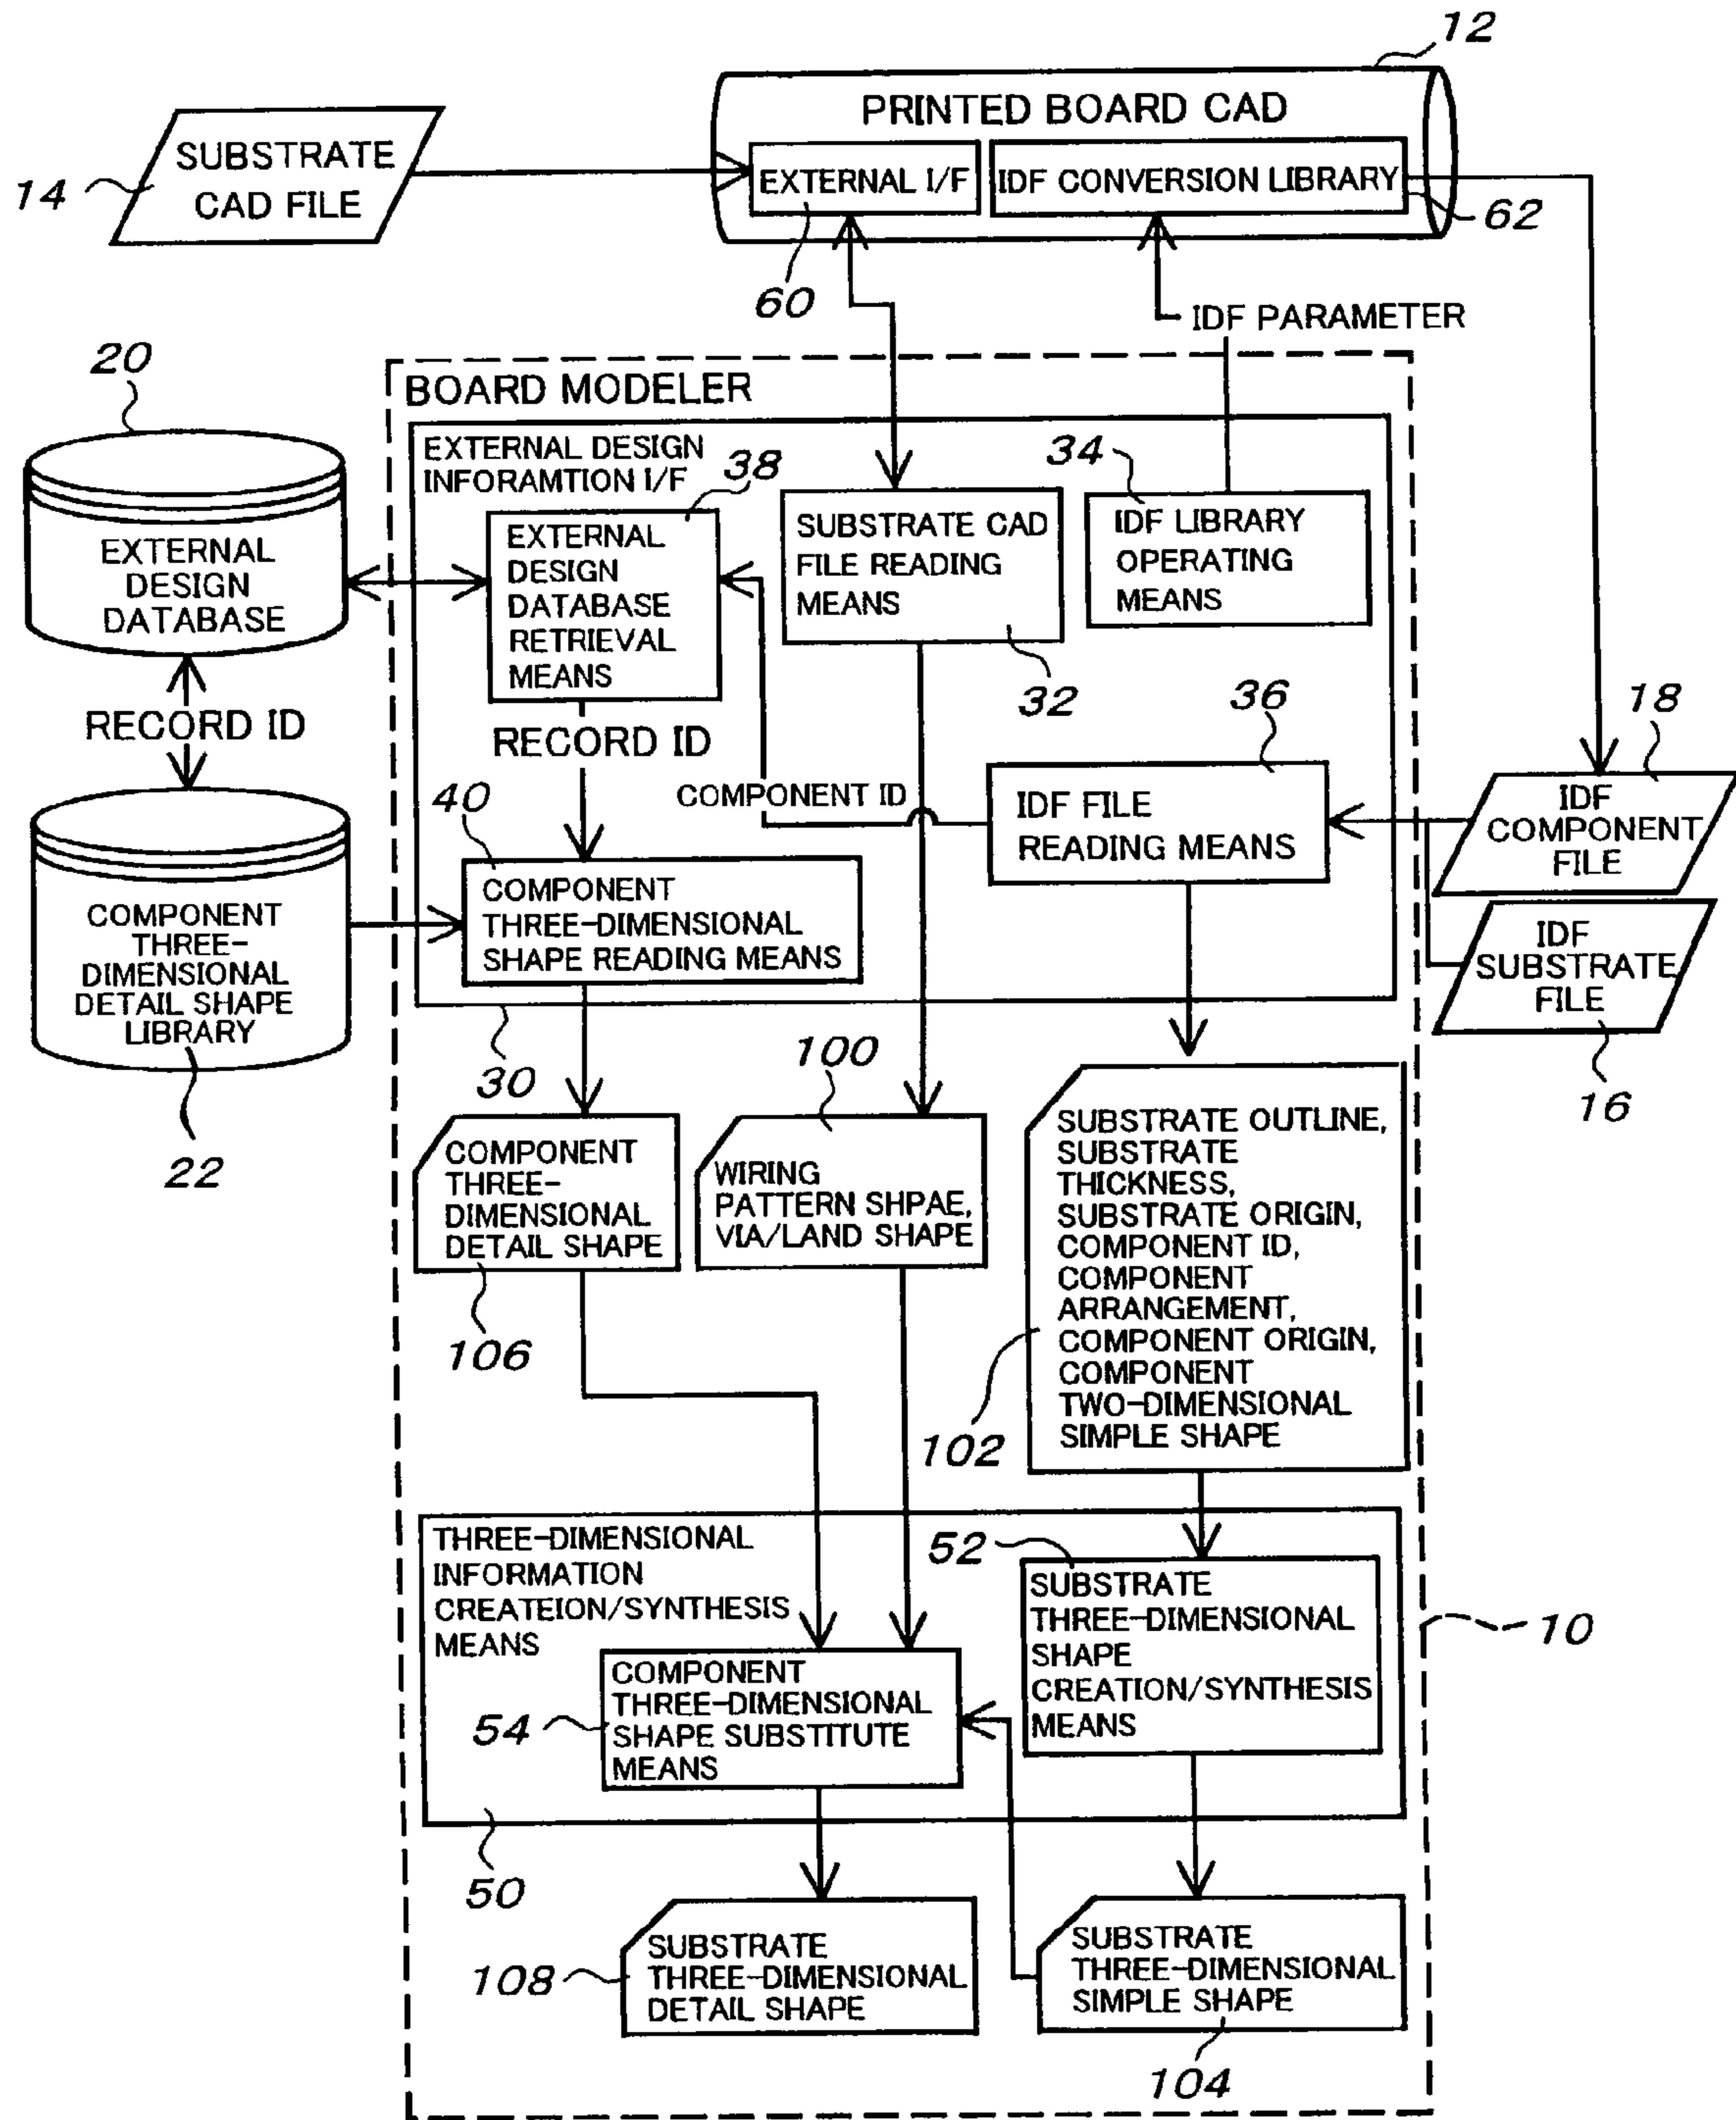 12
PRINTED BOARD CAD
SUBSTRATE
CAD FILE
14
EXTERNAL I/F
IDF CONVERSION LIBRARY
62
60
IDF PARAMETER
20
BOARD MODELER
EXTERNAL DESIGN
INFORAMTION I/F
38
34
EXTERNAL
DESIGN
DATABASE
EXTERNAL
DESIGN
DATABASE
RETRIEVAL
MEANS
SUBSTRATE CAD
FILE READING
MEANS
IDF LIBRARY
OPERATING
MEANS
32
36
18
RECORD ID
RECORD ID
COMPONENT ID
IDF FILE
READING MEANS
IDF
COMPONENT
FILE
40
COMPONENT
THREE-DIMENSIONAL
SHAPE READING MEANS
COMPONENT
THREE-
DIMENSIONAL
DETAIL SHAPE
LIBRARY
IDF
SUBSTRATE
FILE
22
30
100
16
COMPONENT
THREE-
DIMENSIONAL
DETAIL SHAPE
WIRING
PATTERN SHPAE,
VIA/LAND SHAPE
SUBSTRATE OUTLINE,
SUBSTRATE
THICKNESS,
SUBSTRATE ORIGIN,
COMPONENT ID,
COMPONENT
ARRANGEMENT,
COMPONENT ORIGIN,
COMPONENT
TWO-DIMENSIONAL
SIMPLE SHAPE
106
102
THREE-DIMENSIONAL
INFORMATION
CREATEION/SYNTHESIS
MEANS
52
SUBSTRATE
THREE-DIMENSIONAL
SHAPE
CREATION/SYNTHESIS
MEANS
10
54
COMPONENT
THREE-DIMENSIONAL
SHAPE SUBSTITUTE
MEANS
50
108
SUBSTRATE
THREE-DIMENSIONAL
DETAIL SHAPE
SUBSTRATE
THREE-DIMENSIONAL
SIMPLE SHAPE
104